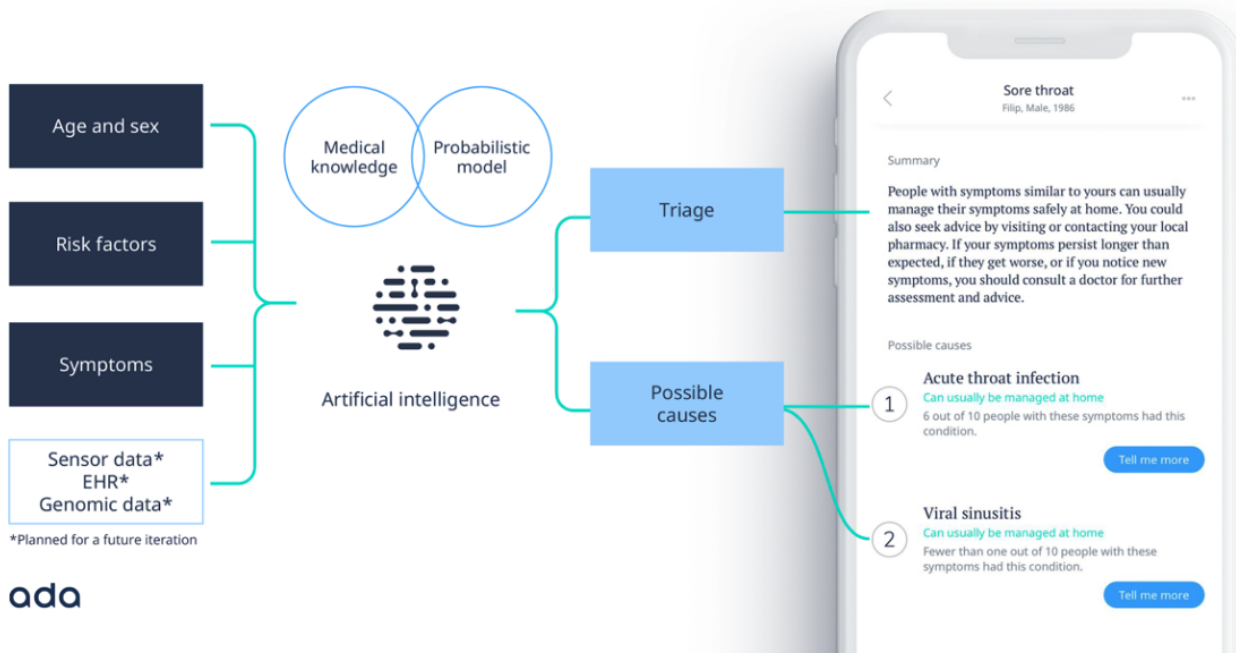 Age and sex
Risk factors
Symptoms
Sensor data*
EHR*
Genomic data*
*Planned for a future iteration
ada
Medical
knowledge
Probabilistic
model
Artificial intelligence
Triage
Possible
causes
Sore throat
Filip, Male, 1986
Summary
People with symptoms similar to yours can usually
manage their symptoms safely at home. You could
also seek advice by visiting or contacting your local
pharmacy. If your symptoms persist longer than
expected, if they get worse, or if you notice new
symptoms, you should consult a doctor for further
assessment and advice.
Possible causes
1
Acute throat infection
Can usually be managed at home
6 out of 10 people with these symptoms had this
condition.
Tell me more
2
Viral sinusitis
Can usually be managed at home
Fewer than one out of 10 people with these
symptoms had this condition.
Tell me more